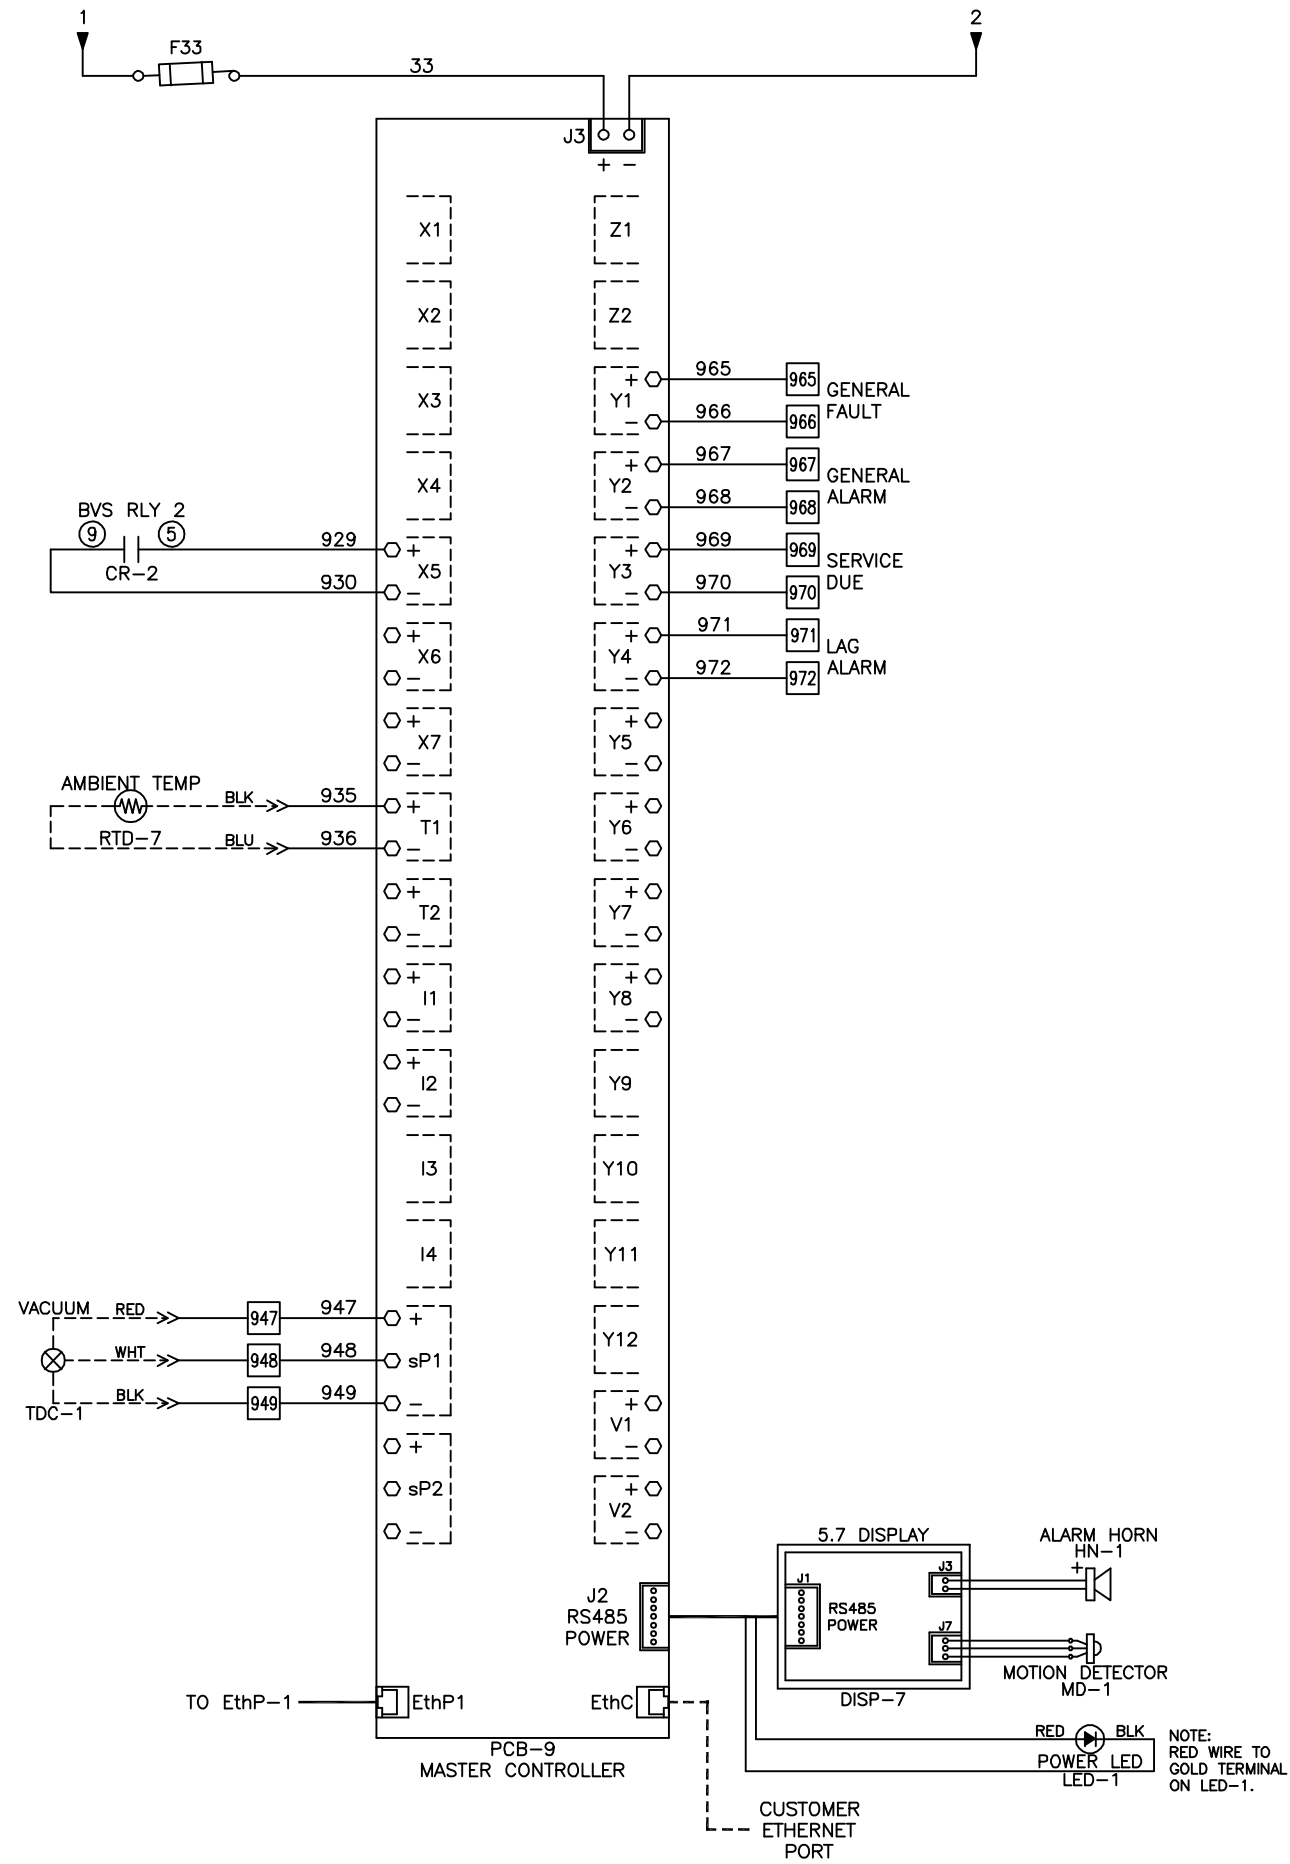 1
2
F33
33
J3
+ −
X1
Z1
X2
Z2
X3
965
+
Y1
965
GENERAL
FAULT
966
−
966
X4
967
+
Y2
967
GENERAL
ALARM
968
−
968
BVS RLY 2
9
5
CR−2
929
+
X5
930
−
969
+
Y3
969
SERVICE
DUE
970
−
970
+
X6
−
971
+
Y4
971
LAG
ALARM
972
−
972
+
X7
−
+
Y5
−
AMBIENT TEMP
BLK
935
+
T1
RTD−7
BLU
936
−
+
Y6
−
+
T2
−
+
Y7
−
+
I1
−
+
Y8
−
+
I2
−
Y9
I3
Y10
I4
Y11
VACUUM
RED
947
947
+
WHT
948
948
sP1
BLK
949
949
−
TDC−1
Y12
+
V1
−
+
sP2
−
+
V2
−
J2
RS485
POWER
5.7 DISPLAY
J1
RS485
POWER
J3
J7
DISP−7
ALARM HORN
HN−1
+
MOTION DETECTOR
MD−1
TO EthP−1
EthP1
EthC
PCB−9
MASTER CONTROLLER
RED
BLK
POWER LED
LED−1
NOTE:
RED WIRE TO
GOLD TERMINAL
ON LED−1.
CUSTOMER
ETHERNET
PORT